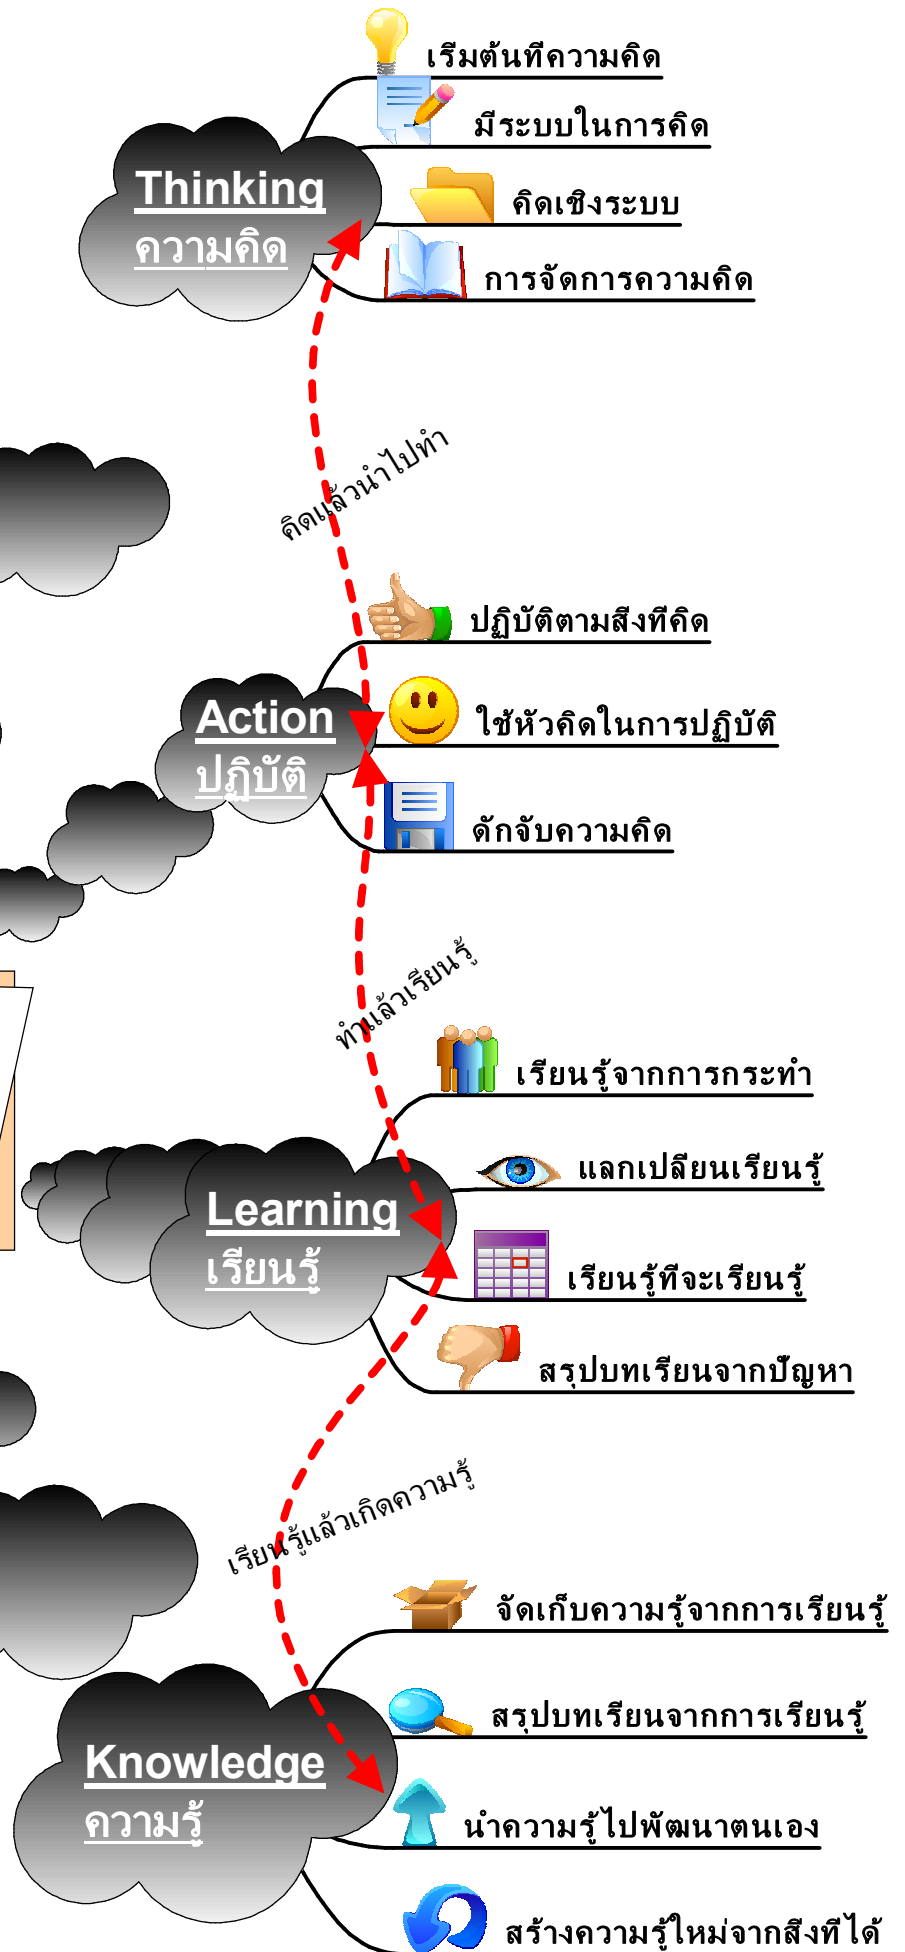 เริ่มต้นที่ความคิด
มีระบบในการคิด
Thinking
ความคิด
คิดเชิงระบบ
การจัดการความคิด
คิดแล้วนำไปทำ
ปฏิบัติตามสิ่งที่คิด
Action
ปฏิบัติ
ใช้หัวคิดในการปฏิบัติ
ดักจับความคิด
ทำแล้วเรียนรู้
เรียนรู้จากการกระทำ
แลกเปลี่ยนเรียนรู้
Learning
เรียนรู้
เรียนรู้ที่จะเรียนรู้
สรุปบทเรียนจากปัญหา
เรียนรู้แล้วเกิดความรู้
จัดเก็บความรู้จากการเรียนรู้
สรุปบทเรียนจากการเรียนรู้
Knowledge
ความรู้
นำความรู้ไปพัฒนาตนเอง
สร้างความรู้ใหม่จากสิ่งที่ได้